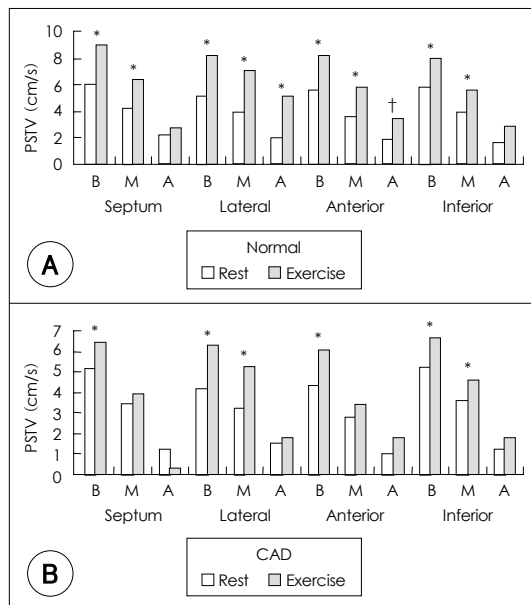 PSTV (cm/s)
10
8
6
4
2
0
* * * * * * * † * *
B M A B M A B M A B M A
Septum Lateral Anterior Inferior
A
Normal
Rest Exercise
PSTV (cm/s)
7
6
5
4
3
2
1
0
* * * * * *
B M A B M A B M A B M A
Septum Lateral Anterior Inferior
B
CAD
Rest Exercise